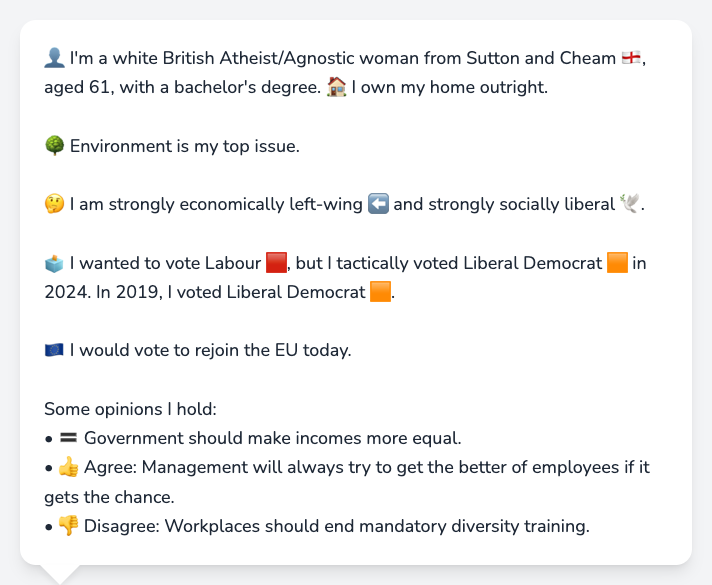 👤 I'm a white British Atheist/Agnostic woman from Sutton and Cheam 🏴󠁧󠁢󠁥󠁮󠁧󠁿,
aged 61, with a bachelor's degree. 🏠 I own my home outright.
🌳 Environment is my top issue.
🤔 I am strongly economically left-wing ⬅️ and strongly socially liberal 🕊️.
🗳️ I wanted to vote Labour 🟥, but I tactically voted Liberal Democrat 🟧 in
2024. In 2019, I voted Liberal Democrat 🟧.
🇪🇺 I would vote to rejoin the EU today.
Some opinions I hold:
• 🟰 Government should make incomes more equal.
• 👍 Agree: Management will always try to get the better of employees if it
gets the chance.
• 👎 Disagree: Workplaces should end mandatory diversity training.